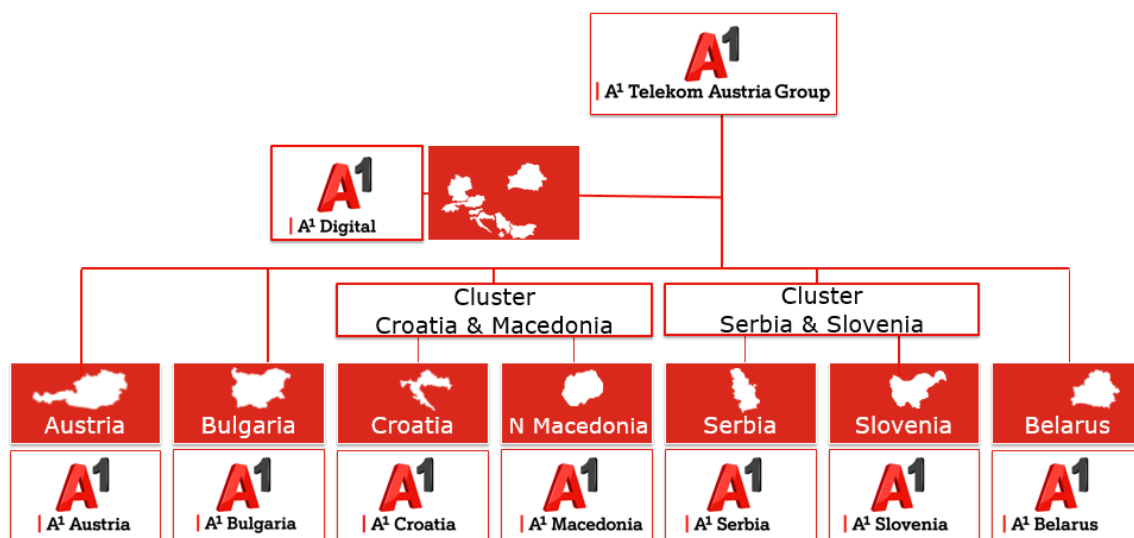 A1
A¹ Telekom Austria Group
A1
A¹ Digital
Cluster
Croatia & Macedonia
Cluster
Serbia & Slovenia
Austria
Bulgaria
Croatia
N Macedonia
Serbia
Slovenia
Belarus
A1
A¹ Austria
A1
A¹ Bulgaria
A1
A¹ Croatia
A1
A¹ Macedonia
A1
A¹ Serbia
A1
A¹ Slovenia
A1
A¹ Belarus